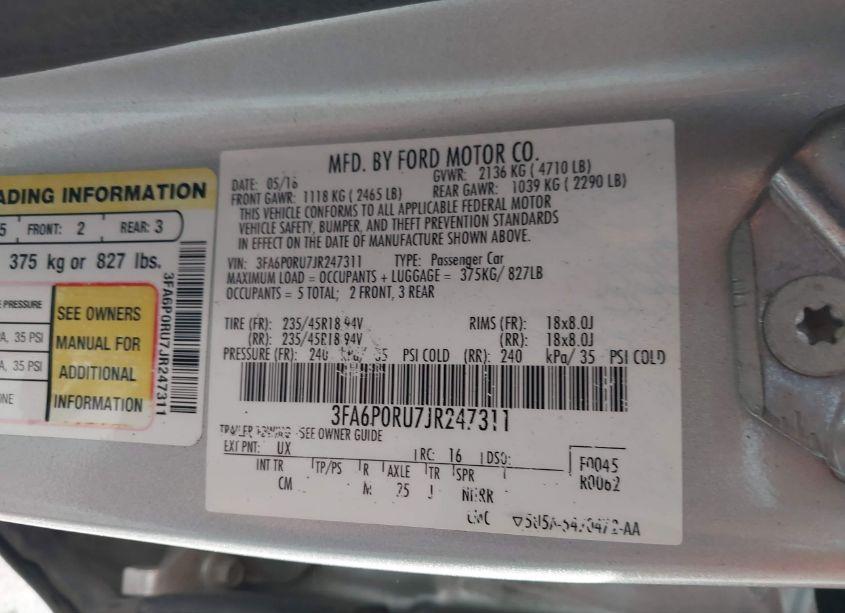 ADING INFORMATION
5 FRONT: 2 REAR: 3
375 kg or 827 lbs.
E PRESSURE
A, 35 PSI
A, 35 PSI
ONE
SEE OWNERS
MANUAL FOR
ADDITIONAL
INFORMATION
3FA6P0RU7JR247311
MFD. BY FORD MOTOR CO.
DATE: 05/16 GVWR: 2136 KG ( 4710 LB)
FRONT GAWR: 1118 KG ( 2465 LB) REAR GAWR: 1039 KG ( 2290 LB)
THIS VEHICLE CONFORMS TO ALL APPLICABLE FEDERAL MOTOR
VEHICLE SAFETY, BUMPER, AND THEFT PREVENTION STANDARDS
IN EFFECT ON THE DATE OF MANUFACTURE SHOWN ABOVE.
VIN: 3FA6P0RU7JR247311 TYPE: Passenger Car
MAXIMUM LOAD = OCCUPANTS + LUGGAGE = 375KG/ 827LB
OCCUPANTS = 5 TOTAL; 2 FRONT, 3 REAR
TIRE (FR): 235/45R18 94V RIMS (FR): 18x8.0J
(RR): 235/45R18 94V (RR): 18x8.0J
PRESSURE (FR): 240 kPa/ 35 PSI COLD (RR): 240 kPa/ 35 PSI COLD
3FA6P0RU7JR247311
TRAILER TOWING - SEE OWNER GUIDE
EXT PNT: UX RC: 16 DSO: F0045
INT TR TP/PS R AXLE TR SPR R0062
CM J